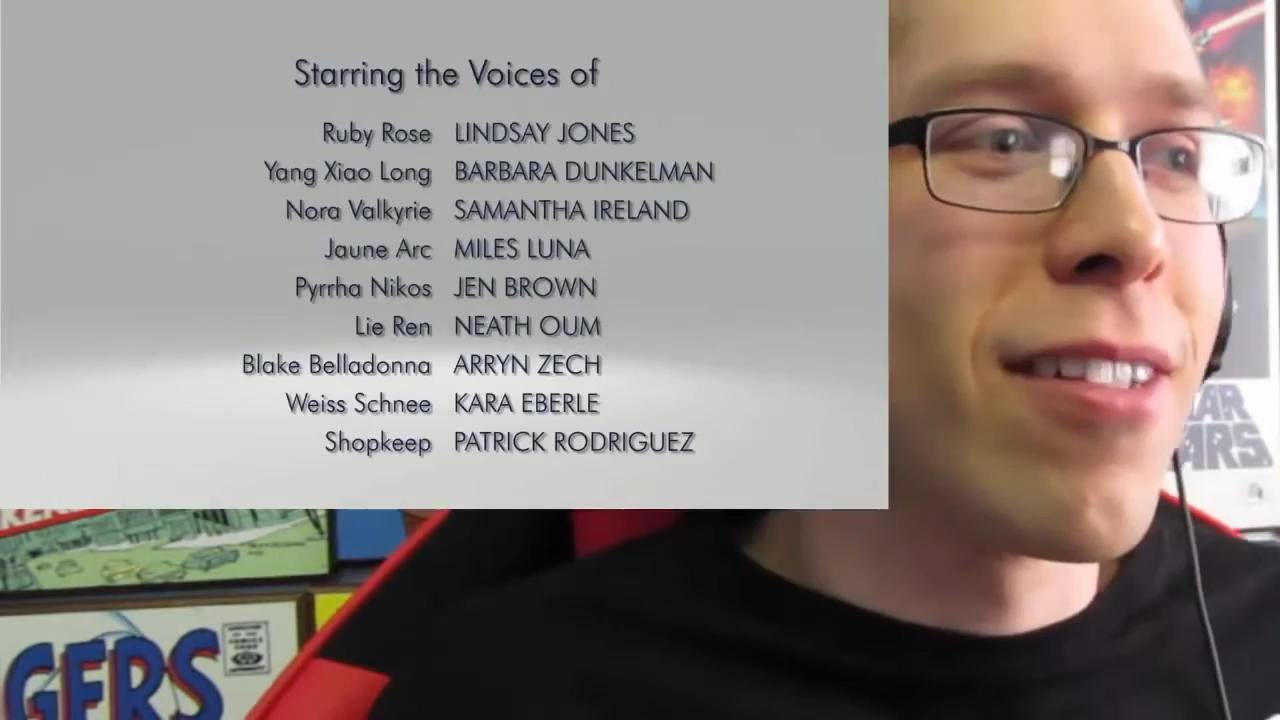 Starring the Voices of
Ruby Rose LINDSAY JONES
Yang Xiao Long BARBARA DUNKELMAN
Nora Valkyrie SAMANTHA IRELAND
Jaune Arc MILES LUNA
Pyrrha Nikos JEN BROWN
Lie Ren NEATH OUM
Blake Belladonna ARRYN ZECH
Weiss Schnee KARA EBERLE
Shopkeep PATRICK RODRIGUEZ
AR
ARS
GERS